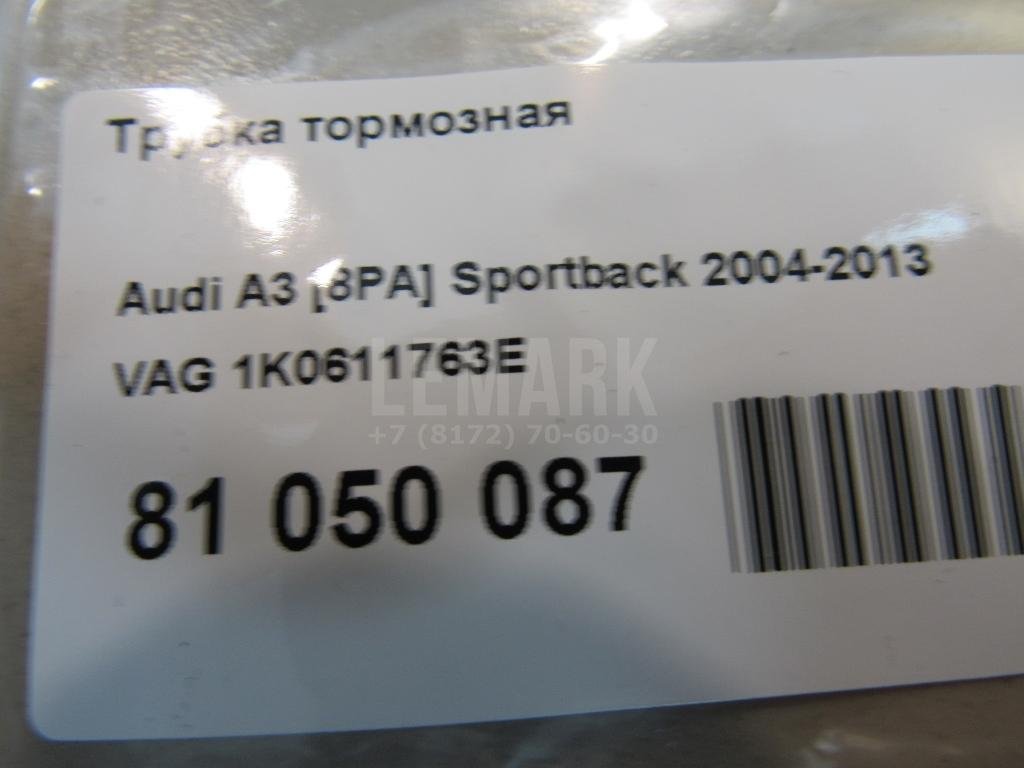 Трубка тормозная
Audi A3 [8PA] Sportback 2004-2013
VAG 1K0611763E
LEMARK
+7 (8172) 70-60-30
81 050 087